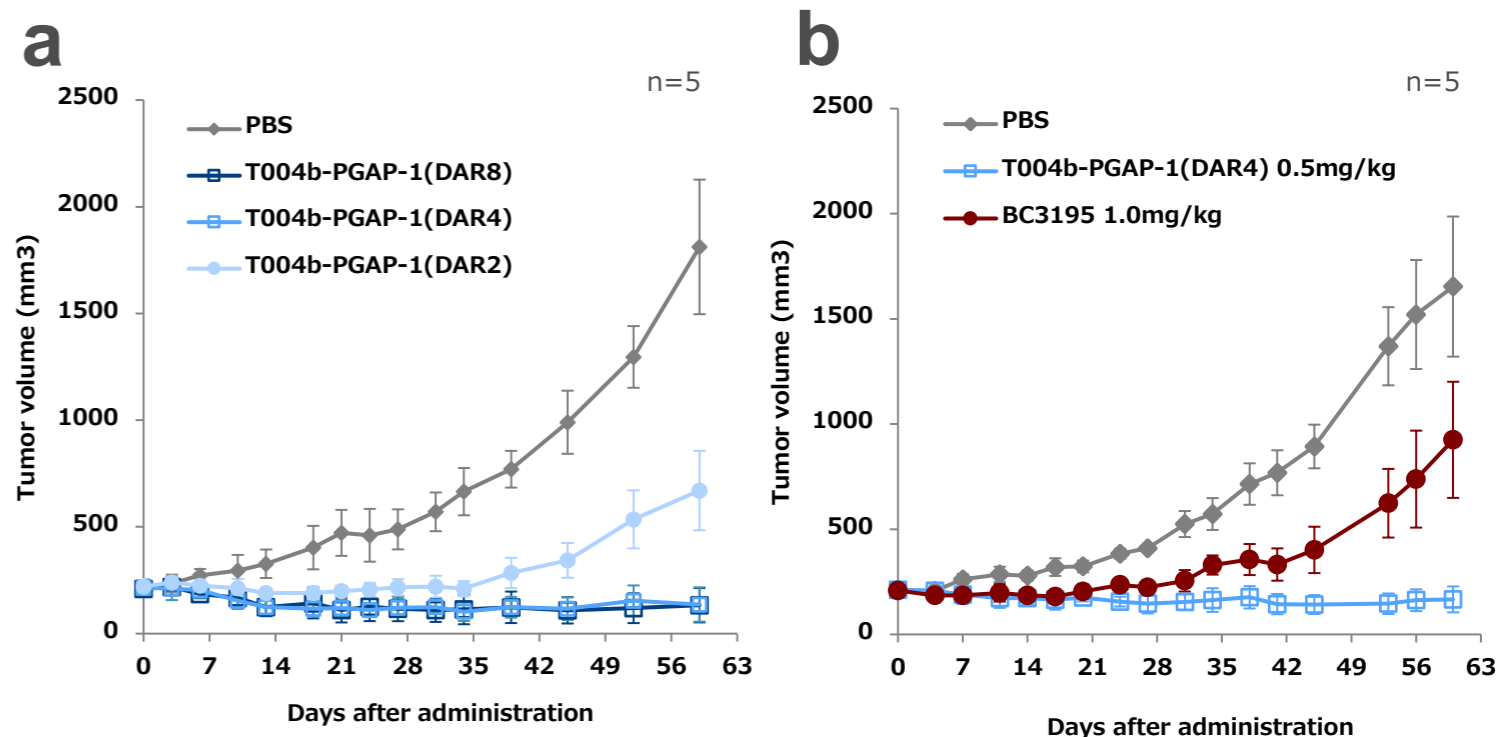 a
n=5
2500
2000
1500
1000
500
0
Tumor volume (mm3)
PBS
T004b-PGAP-1(DAR8)
T004b-PGAP-1(DAR4)
T004b-PGAP-1(DAR2)
0 7 14 21 28 35 42 49 56 63
Days after administration
b
n=5
2500
2000
1500
1000
500
0
Tumor volume (mm3)
PBS
T004b-PGAP-1(DAR4) 0.5mg/kg
BC3195 1.0mg/kg
0 7 14 21 28 35 42 49 56 63
Days after administration